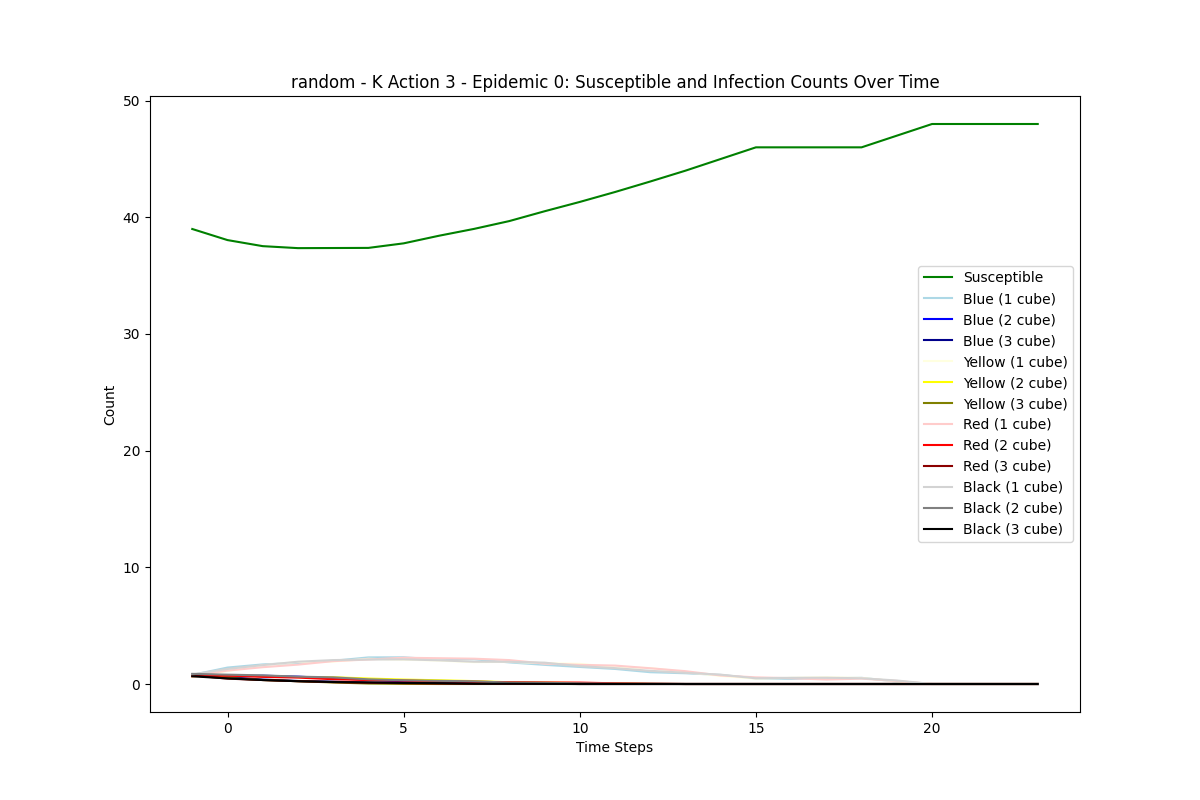 random - K Action 3 - Epidemic 0: Susceptible and Infection Counts Over Time
50
40
30
20
10
0
Count
0
5
10
15
20
Time Steps
Susceptible
Blue (1 cube)
Blue (2 cube)
Blue (3 cube)
Yellow (1 cube)
Yellow (2 cube)
Yellow (3 cube)
Red (1 cube)
Red (2 cube)
Red (3 cube)
Black (1 cube)
Black (2 cube)
Black (3 cube)